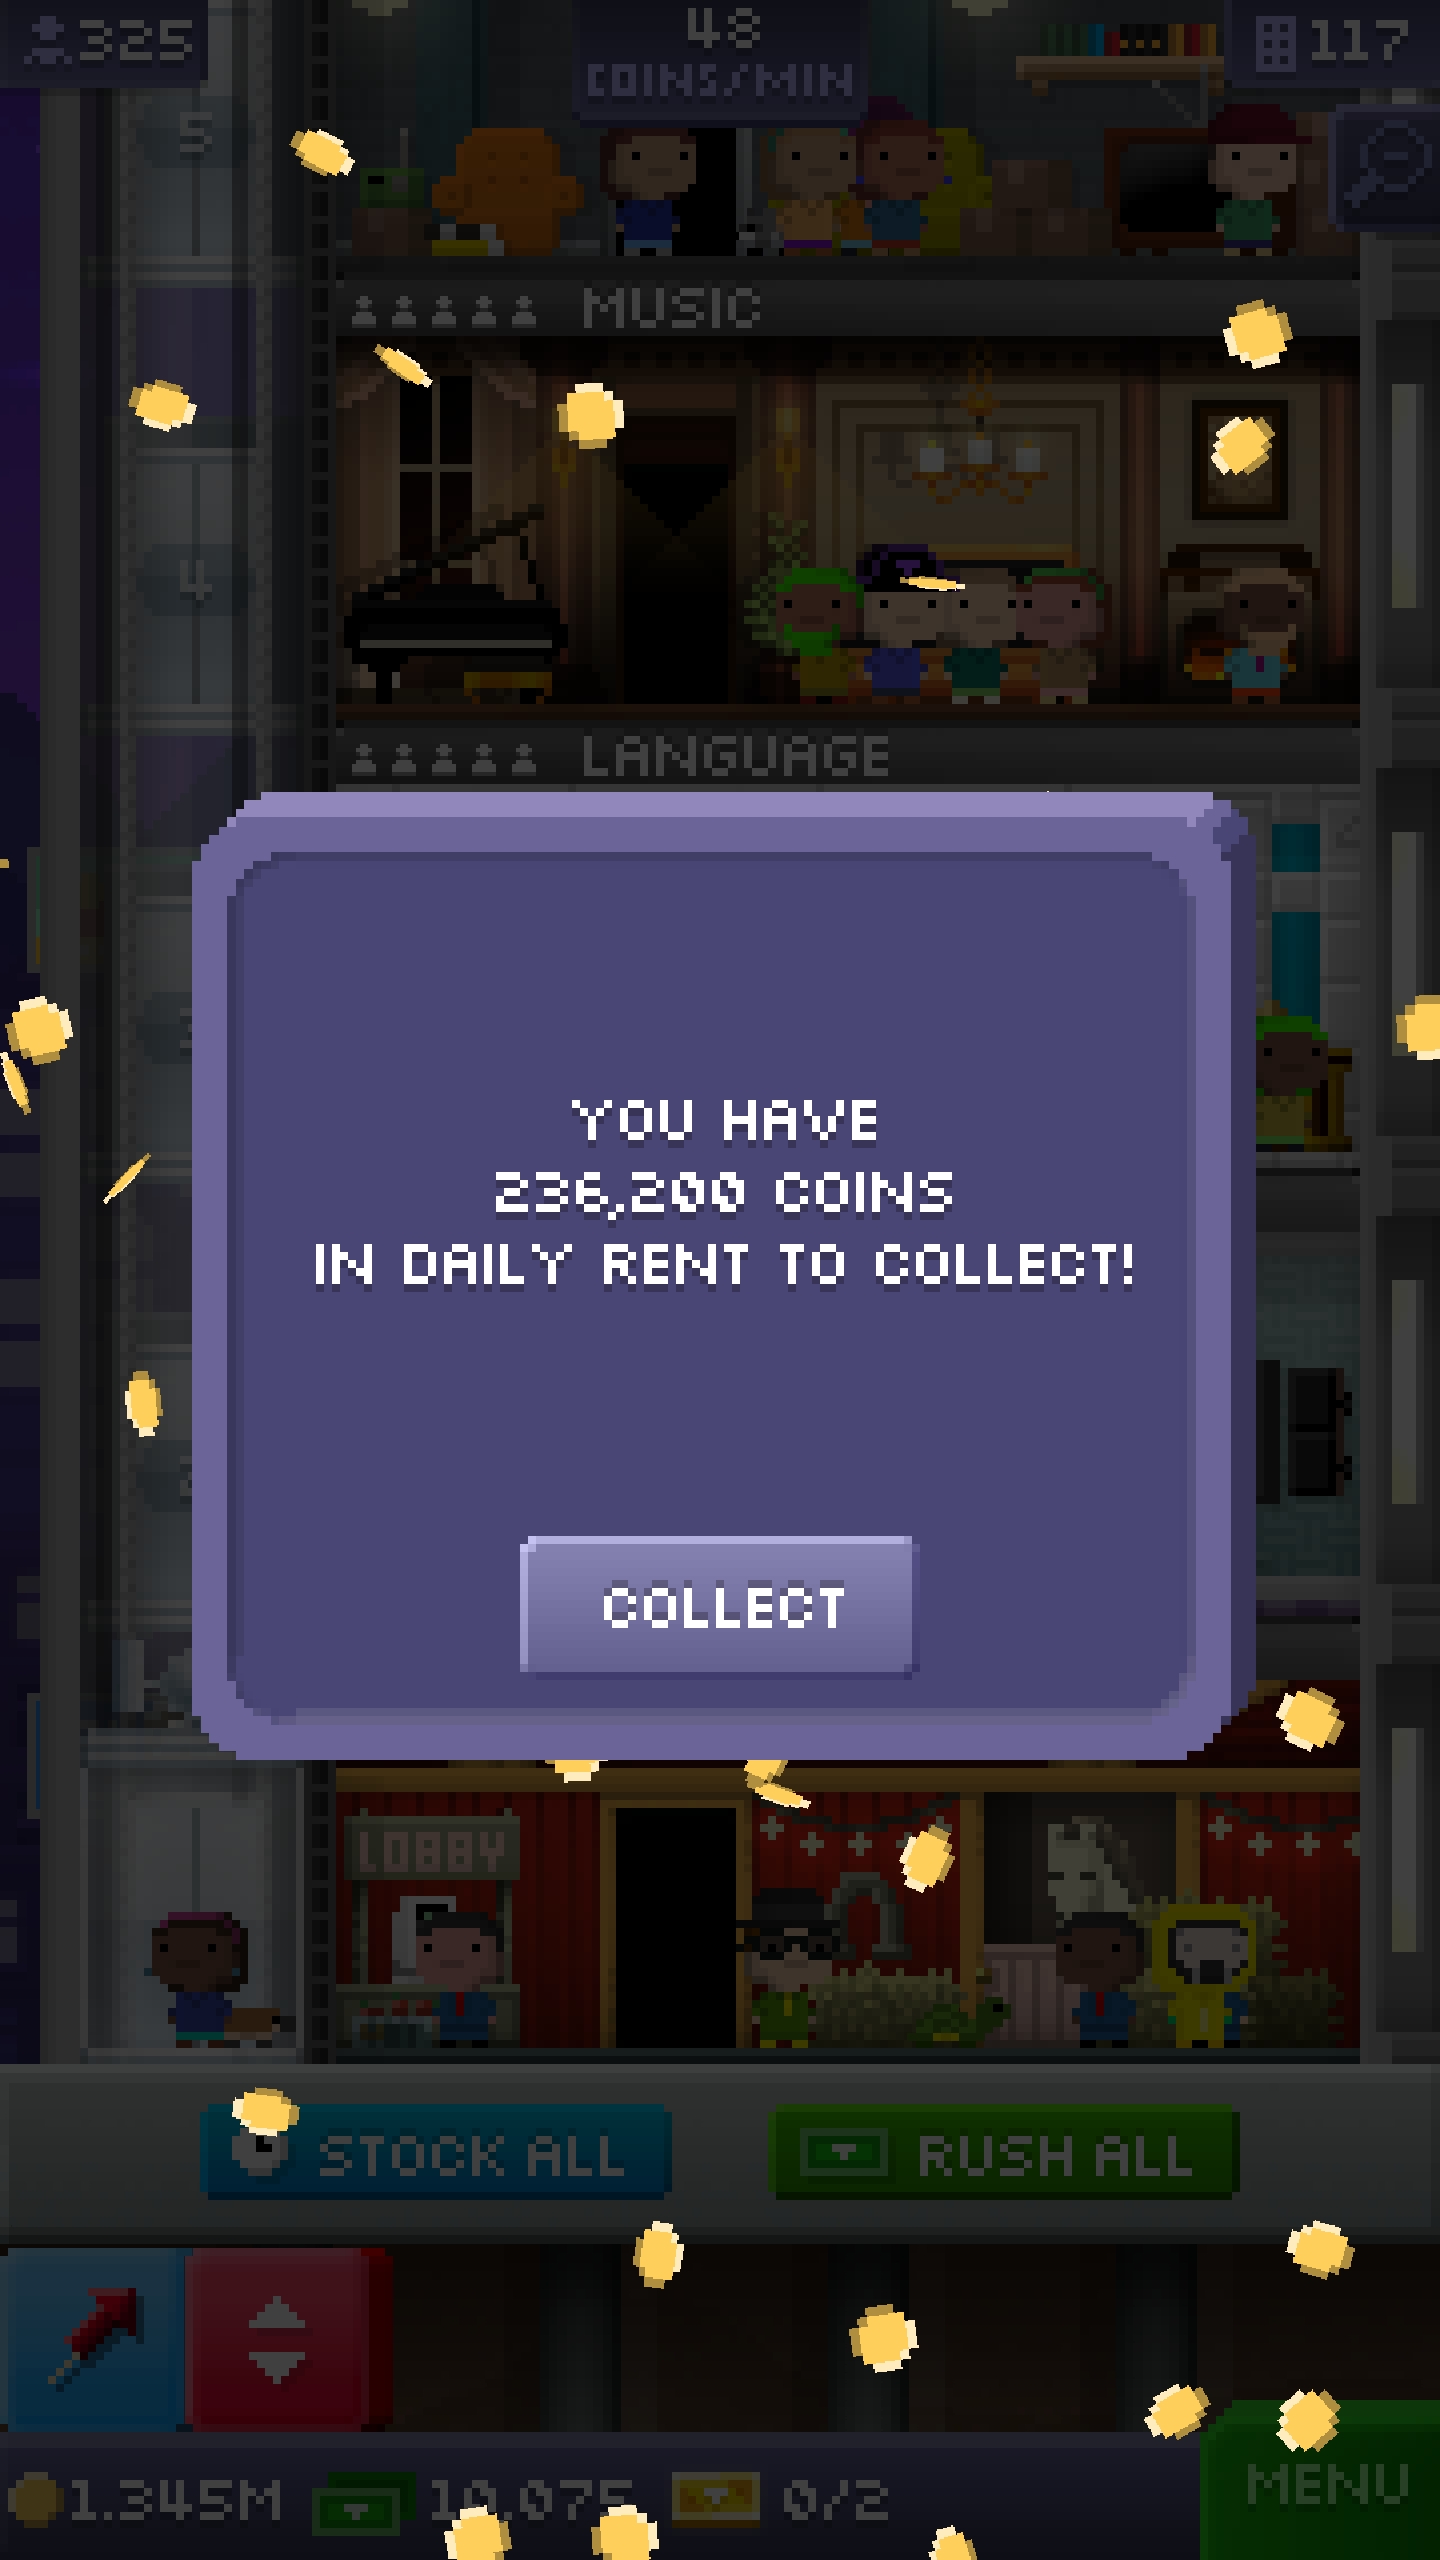 325
48
COINS/MIN
117
5
MUSIC
4
LANGUAGE
YOU HAVE
236,200 COINS
IN DAILY RENT TO COLLECT!
COLLECT
LOBBY
STOCK ALL
RUSH ALL
1.345M
10.075
0/2
MENU